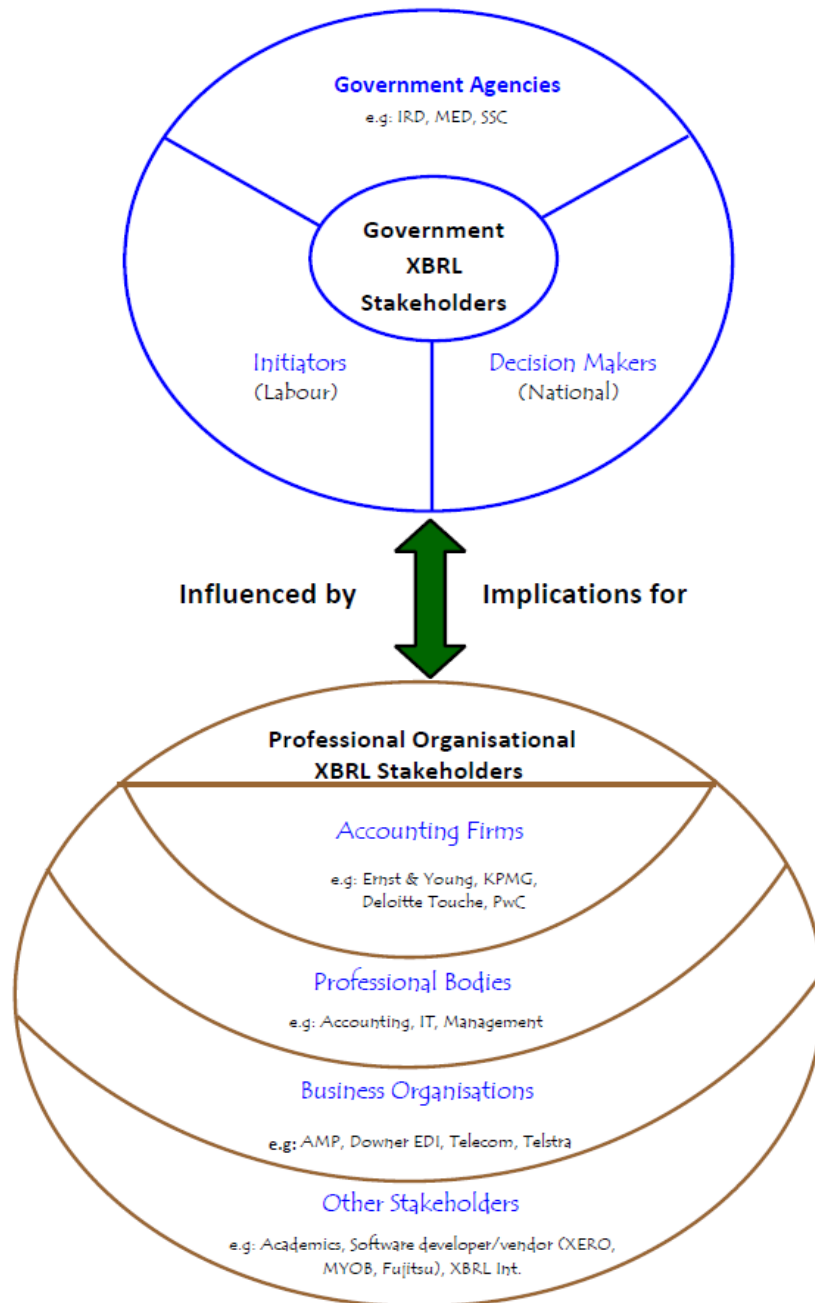 Government Agencies
e.g: IRD, MED, SSC
Government
XBRL
Stakeholders
Initiators
(Labour)
Decision Makers
(National)
Influenced by
Implications for
Professional Organisational
XBRL Stakeholders
Accounting Firms
e.g: Ernst & Young, KPMG,
Deloitte Touche, PwC
Professional Bodies
e.g: Accounting, IT, Management
Business Organisations
e.g: AMP, Downer EDI, Telecom, Telstra
Other Stakeholders
e.g: Academics, Software developer/vendor (XERO,
MYOB, Fujitsu), XBRL Int.